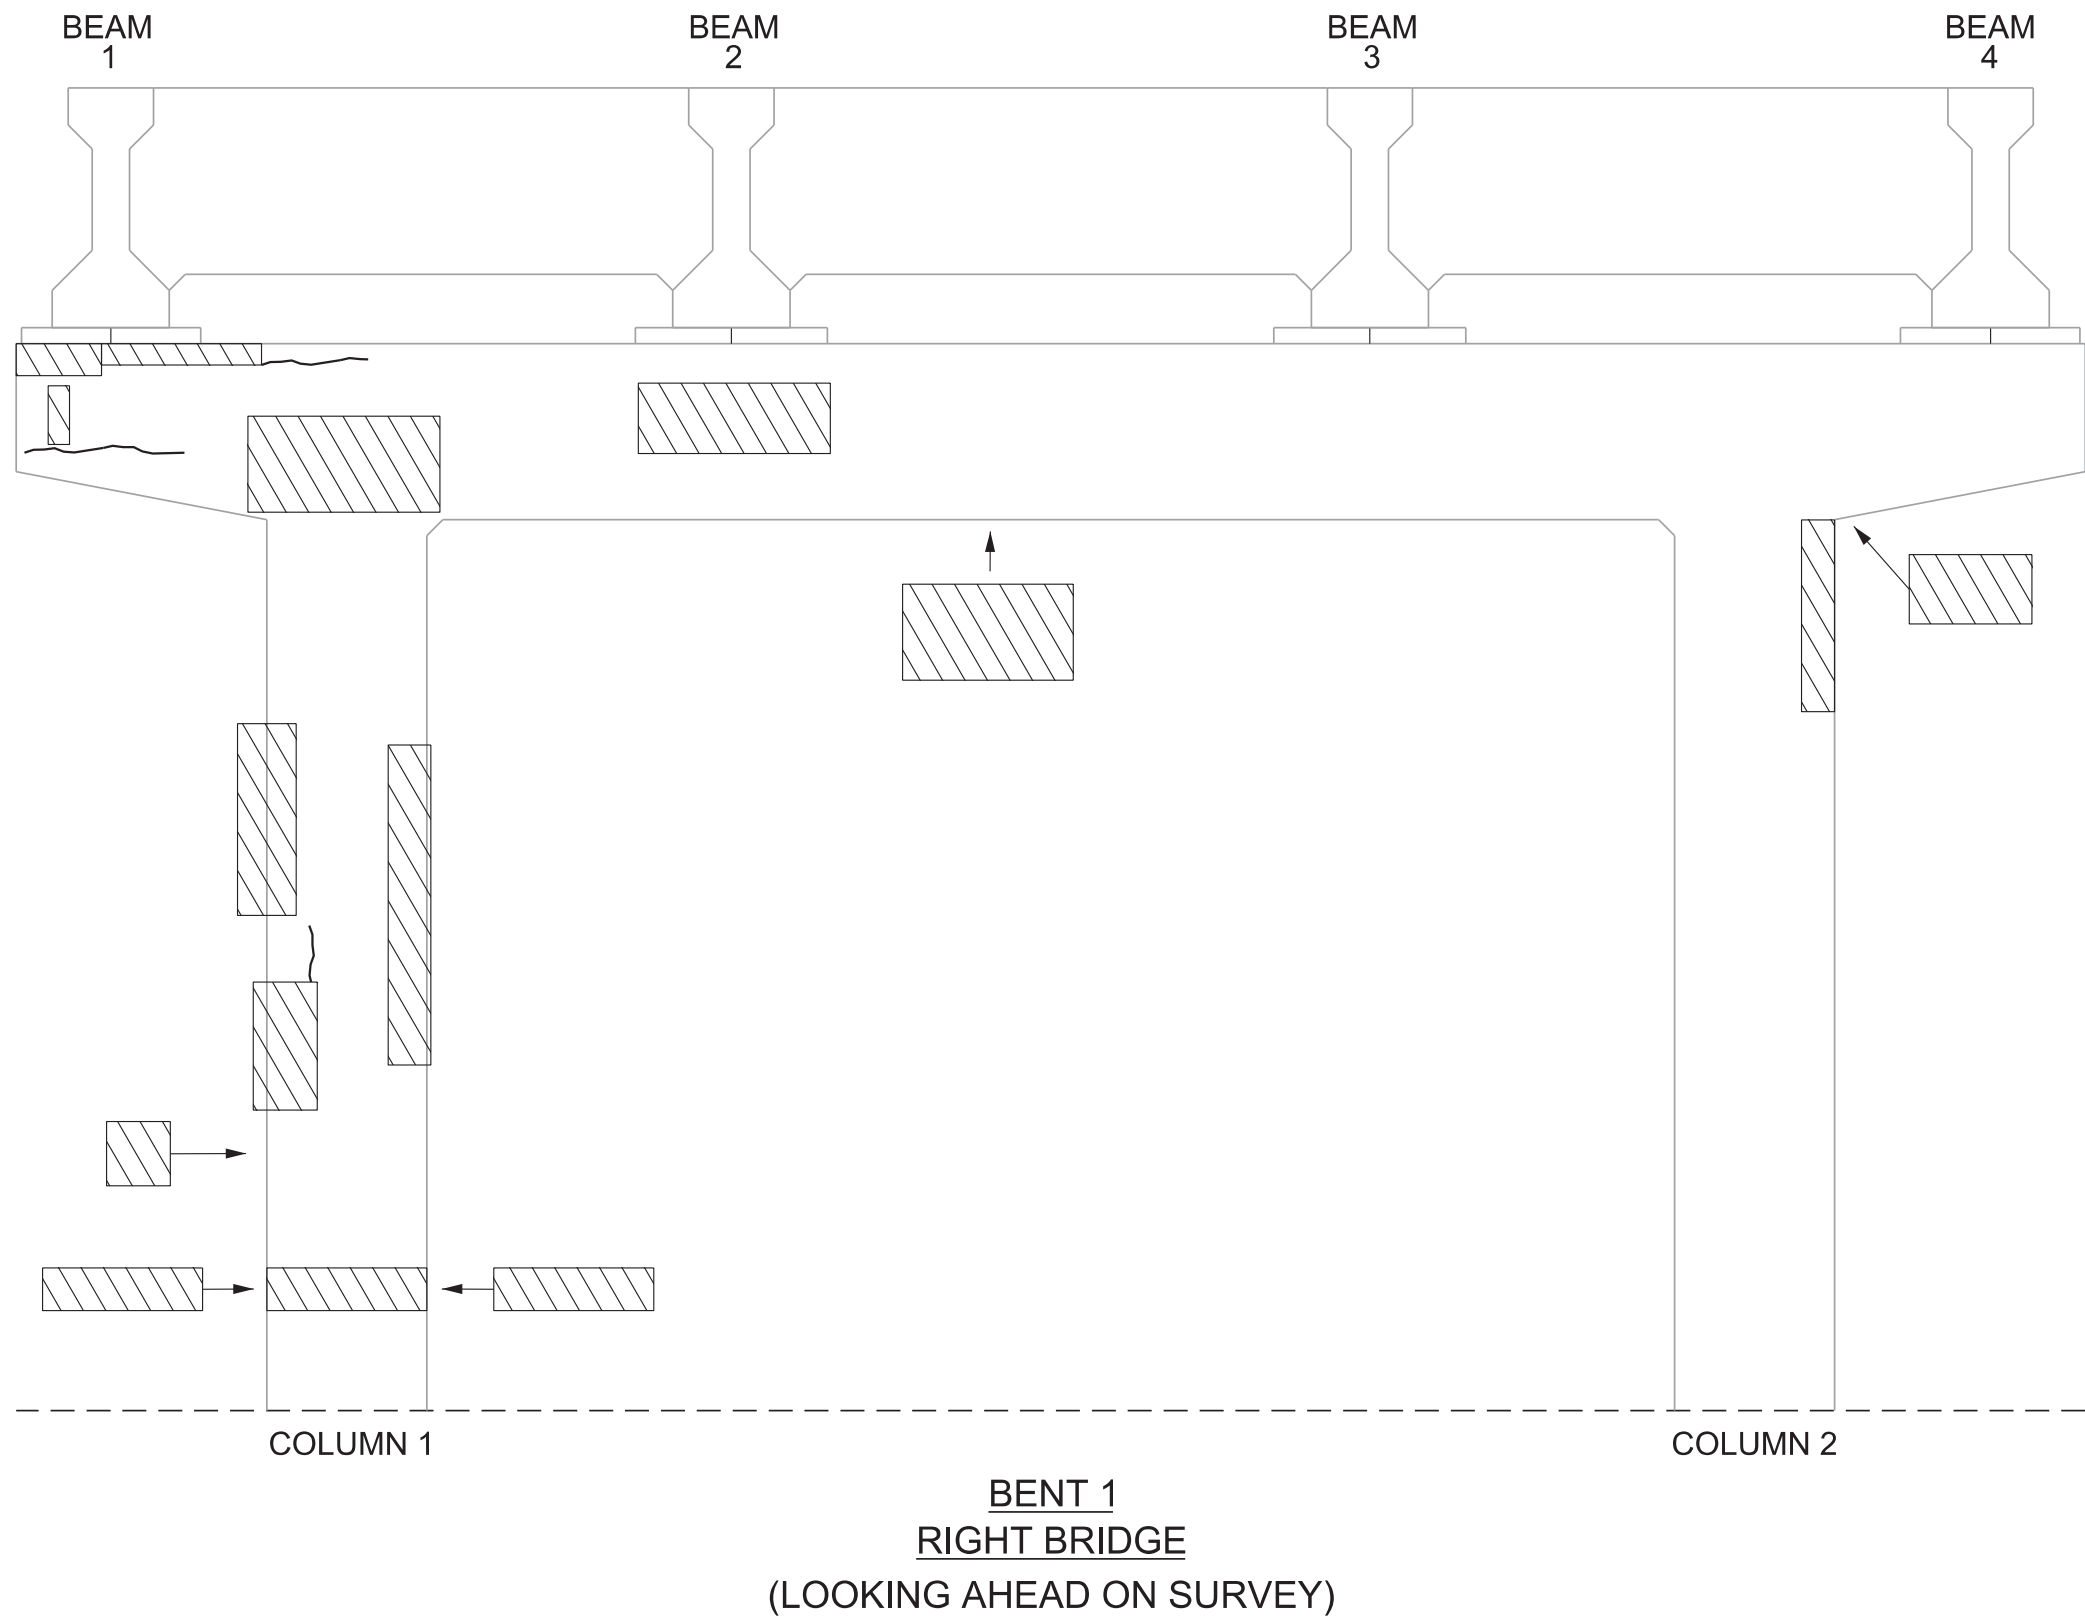 BEAM
1
BEAM
2
BEAM
3
BEAM
4
COLUMN 1
COLUMN 2
BENT 1
RIGHT BRIDGE
(LOOKING AHEAD ON SURVEY)